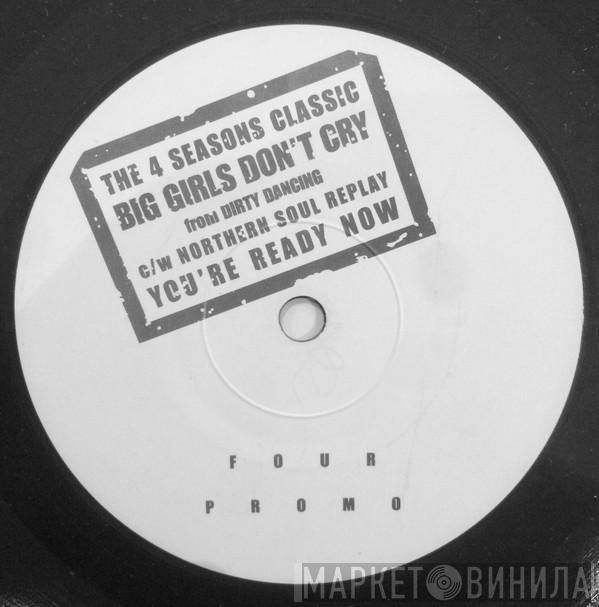 THE 4 SEASONS CLASSIC
BIG GIRLS DON'T CRY
from DIRTY DANCING
c/w NORTHERN SOUL REPLAY
YOU'RE READY NOW
FOUR
PROMO
МАРКЕТ ВИНИЛА